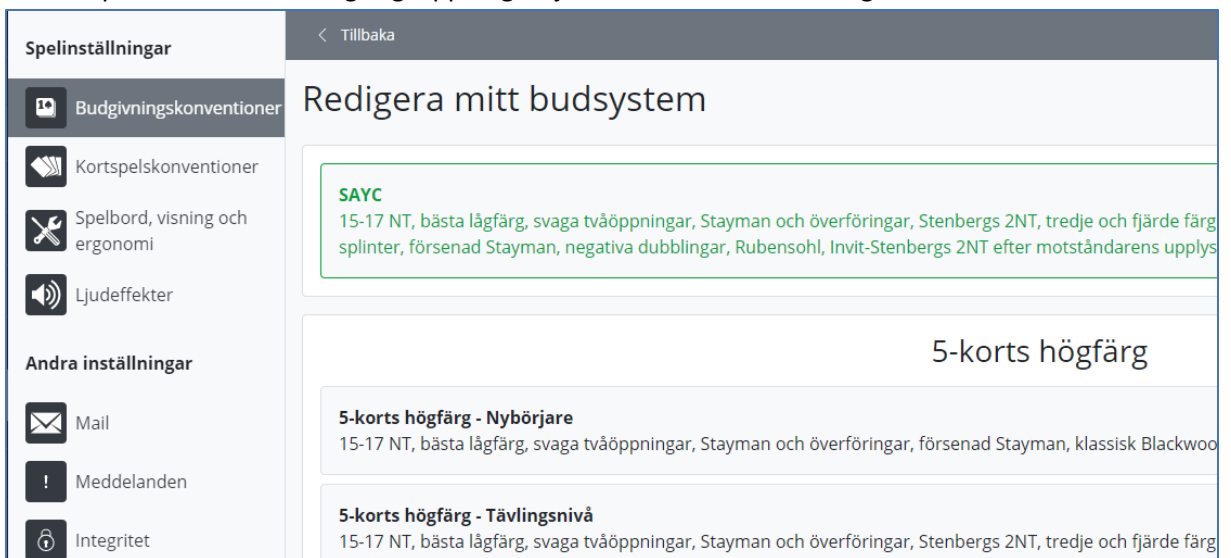 Spelinställningar
Budgivningskonventioner
Kortspelskonventioner
Spelbord, visning och
ergonomi
Ljudeffekter
Andra inställningar
Mail
Meddelanden
Integritet
Tillbaka
Redigera mitt budsystem
SAYC
15-17 NT, bästa lågfärg, svaga tvåöppningar, Stayman och överföringar, Stenbergs 2NT, tredje och fjärde färg
splinter, försenad Stayman, negativa dubblingar, Rubensohl, Invit-Stenbergs 2NT efter motståndarens upplys
5-korts högfärg
5-korts högfärg - Nybörjare
15-17 NT, bästa lågfärg, svaga tvåöppningar, Stayman och överföringar, försenad Stayman, klassisk Blackwoo
5-korts högfärg - Tävlingsnivå
15-17 NT, bästa lågfärg, svaga tvåöppningar, Stayman och överföringar, Stenbergs 2NT, tredje och fjärde färg